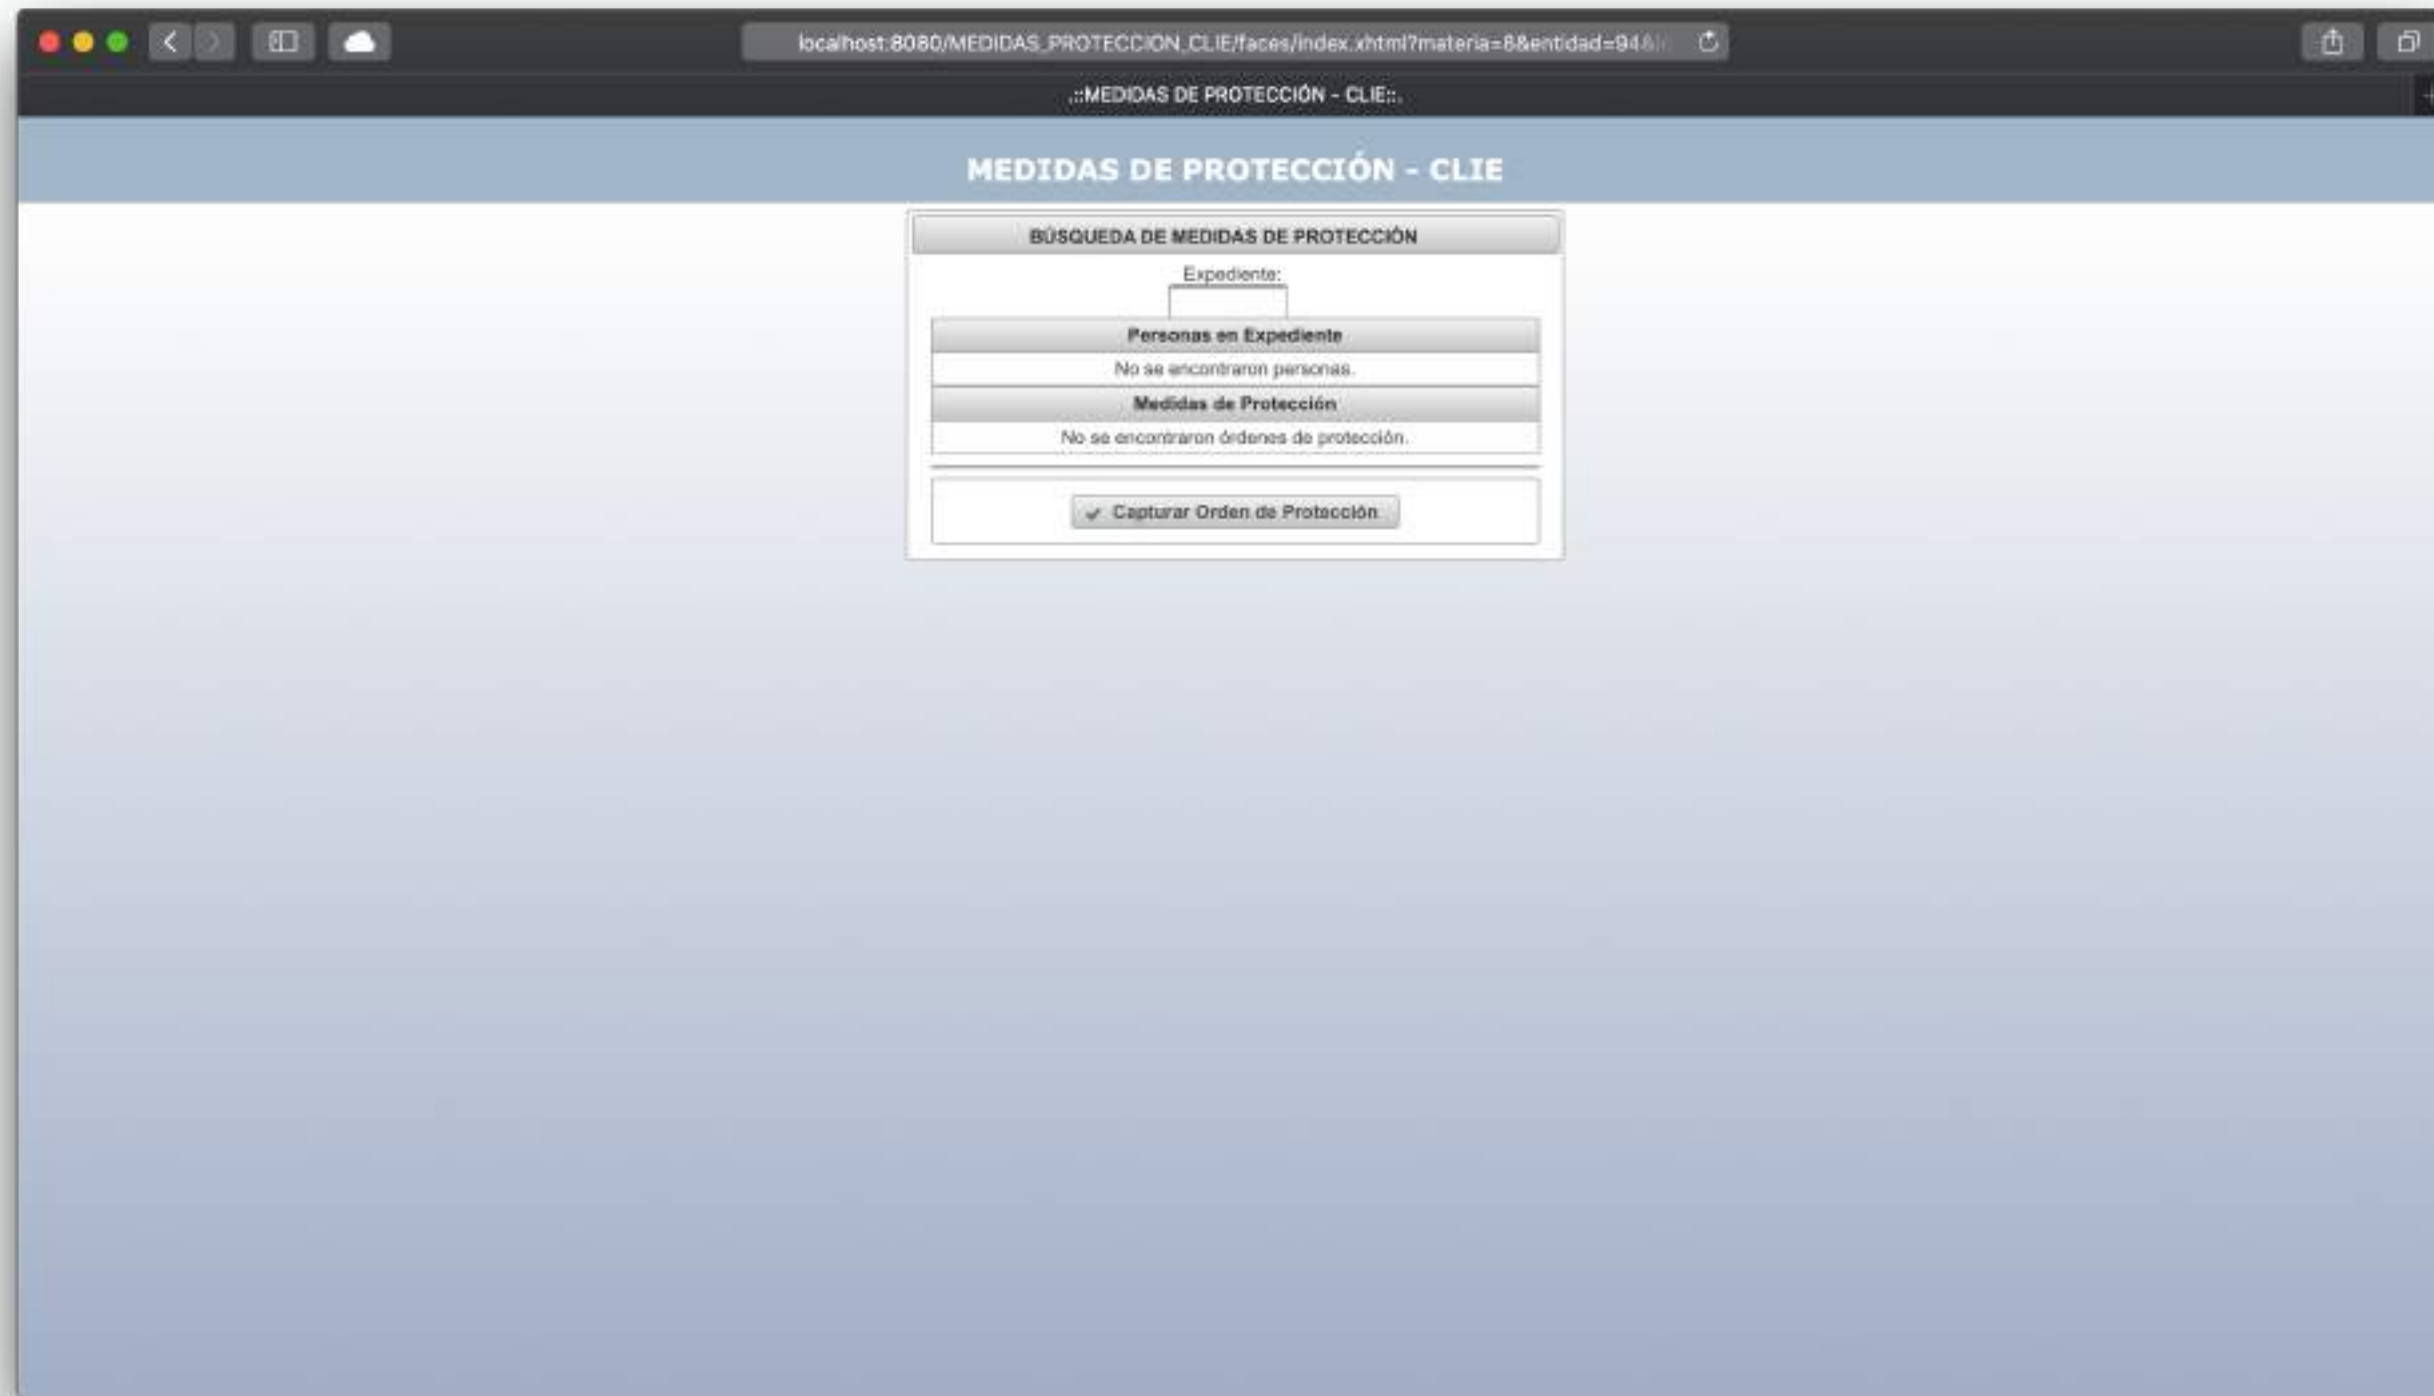 localhost:8080/MEDIDAS_PROTECCION_CLIE/faces/index.xhtml?materia=8&entidad=94&
.::MEDIDAS DE PROTECCIÓN - CLIE::.
MEDIDAS DE PROTECCIÓN - CLIE
BÚSQUEDA DE MEDIDAS DE PROTECCIÓN
Expediente:
Personas en Expediente
No se encontraron personas.
Medidas de Protección
No se encontraron órdenes de protección.
Capturar Orden de Protección